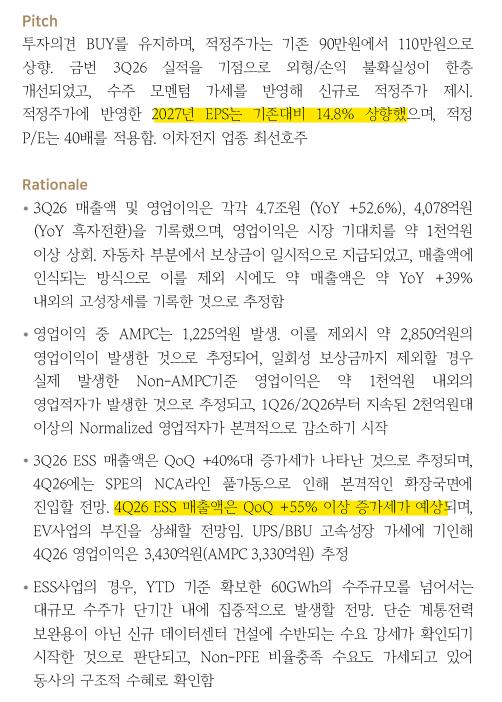 Pitch
투자의견 BUY를 유지하며, 적정주가는 기존 90만원에서 110만원으로
상향. 금번 3Q26 실적을 기점으로 외형/손익 불확실성이 한층
개선되었고, 수주 모멘텀 가세를 반영해 신규로 적정주가 제시.
적정주가에 반영한 2027년 EPS는 기존대비 14.8% 상향했으며, 적정
P/E는 40배를 적용함. 이차전지 업종 최선호주
Rationale
• 3Q26 매출액 및 영업이익은 각각 4.7조원 (YoY +52.6%), 4,078억원
(YoY 흑자전환)을 기록했으며, 영업이익은 시장 기대치를 약 1천억원
이상 상회. 자동차 부분에서 보상금이 일시적으로 지급되었고, 매출액에
인식되는 방식으로 이를 제외 시에도 약 매출액은 약 YoY +39%
내외의 고성장세를 기록한 것으로 추정함
• 영업이익 중 AMPC는 1,225억원 발생. 이를 제외시 약 2,850억원의
영업이익이 발생한 것으로 추정되어, 일회성 보상금까지 제외할 경우
실제 발생한 Non-AMPC기준 영업이익은 약 1천억원 내외의
영업적자가 발생한 것으로 추정되고, 1Q26/2Q26부터 지속된 2천억원대
이상의 Normalized 영업적자가 본격적으로 감소하기 시작
• 3Q26 ESS 매출액은 QoQ +40%대 증가세가 나타난 것으로 추정되며,
4Q26에는 SPE의 NCA라인 풀가동으로 인해 본격적인 확장국면에
진입할 전망. 4Q26 ESS 매출액은 QoQ +55% 이상 증가세가 예상되며,
EV사업의 부진을 상쇄할 전망임. UPS/BBU 고속성장 가세에 기인해
4Q26 영업이익은 3,430억원(AMPC 3,330억원) 추정
• ESS사업의 경우, YTD 기준 확보한 60GWh의 수주규모를 넘어서는
대규모 수주가 단기간 내에 집중적으로 발생할 전망. 단순 계통전력
보완용이 아닌 신규 데이터센터 건설에 수반되는 수요 강세가 확인되기
시작한 것으로 판단되고, Non-PFE 비율충족 수요도 가세되고 있어
동사의 구조적 수혜로 확인함